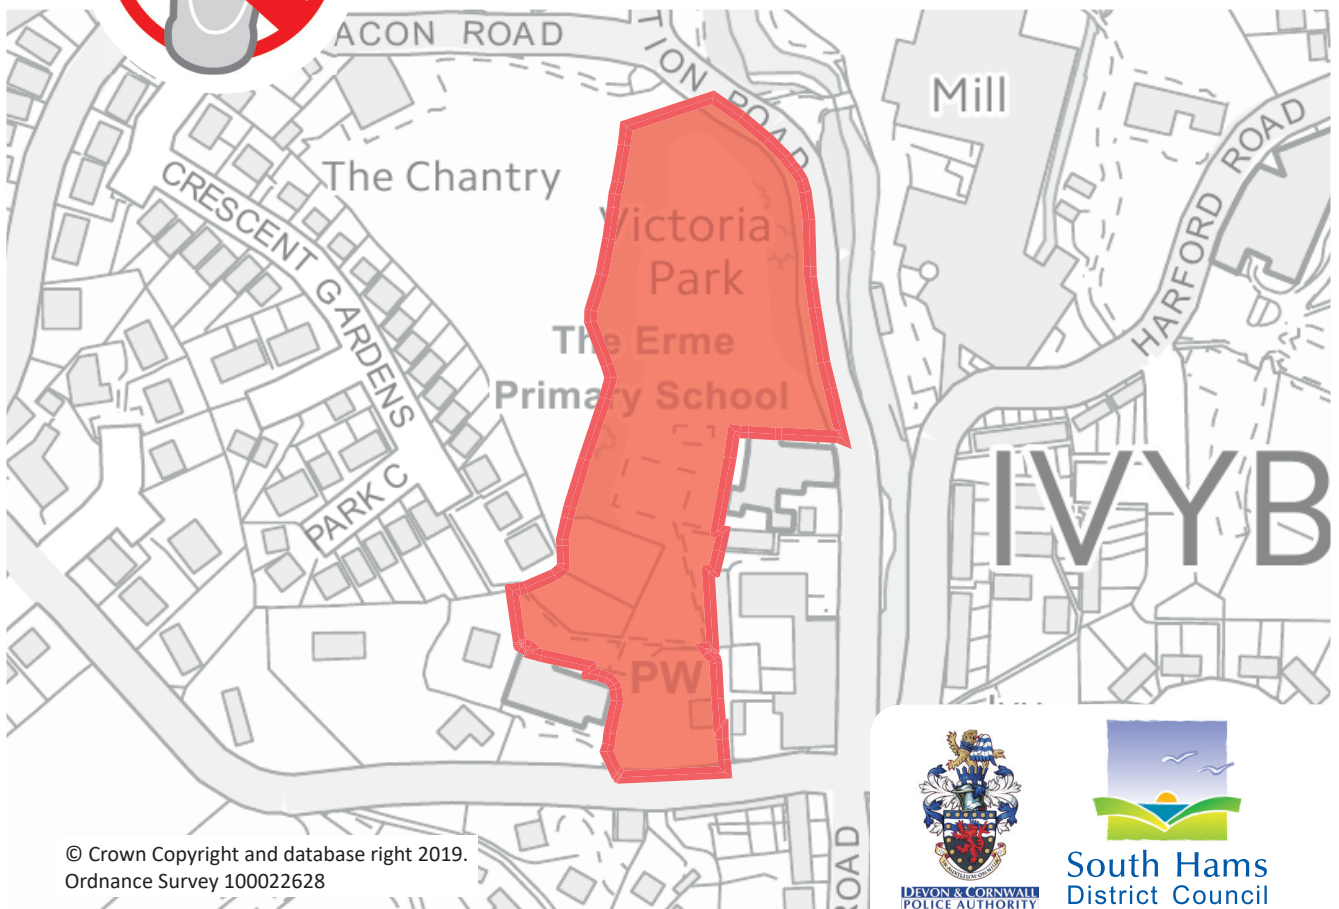 ACON ROAD
TION ROAD
Mill
HARFORD ROAD
The Chantry
CRESCENT GARDENS
Victoria
Park
The Erme
Primary School
PARK C
IVYB
PW
ROAD
© Crown Copyright and database right 2019.
Ordnance Survey 100022628
DEVON & CORNWALL
POLICE AUTHORITY
South Hams
District Council